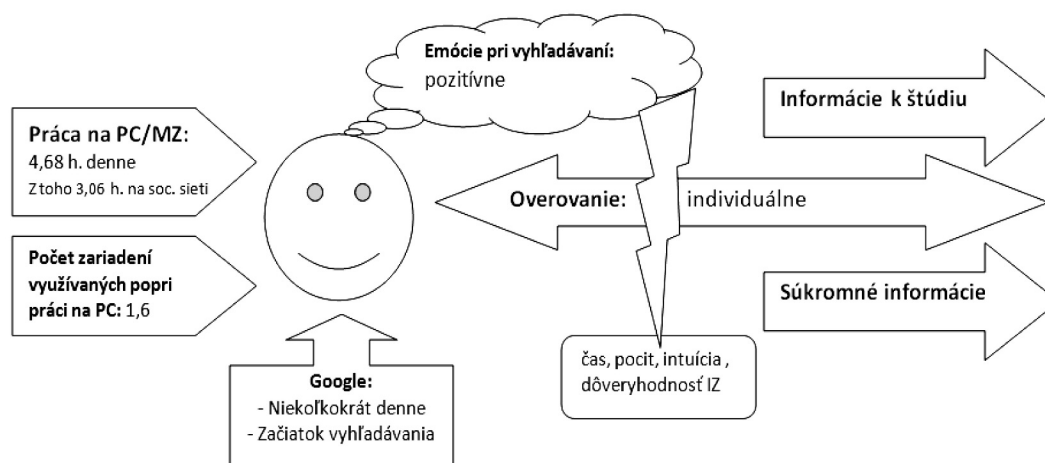 Emócie pri vyhľadávaní:
pozitívne
Práca na PC/MZ:
4,68 h. denne
Z toho 3,06 h. na soc. sieti
Počet zariadení
využívaných popri
práci na PC: 1,6
Google:
- Niekoľkokrát denne
- Začiatok vyhľadávania
Overovanie: individuálne
čas, pocit, intuícia ,
dôveryhodnosť IZ
Informácie k štúdiu
Súkromné informácie